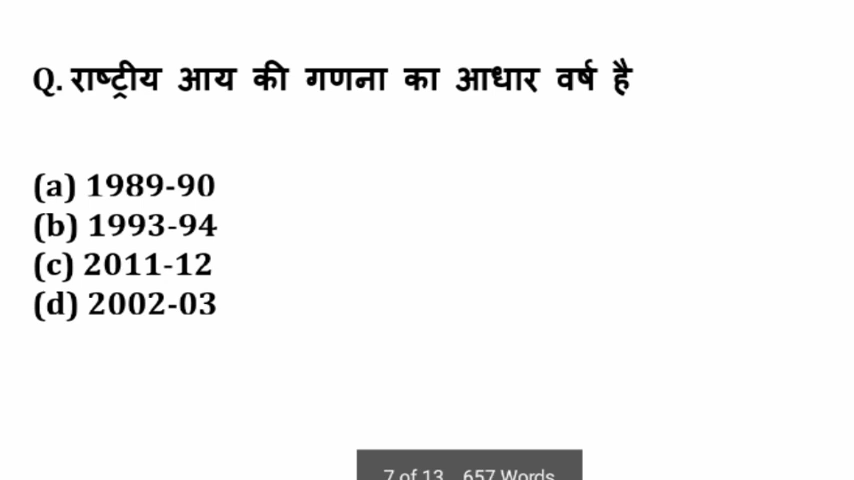 Q. राष्ट्रीय आय की गणना का आधार वर्ष है
(a) 1989-90
(b) 1993-94
(c) 2011-12
(d) 2002-03
7 of 13 657 Words